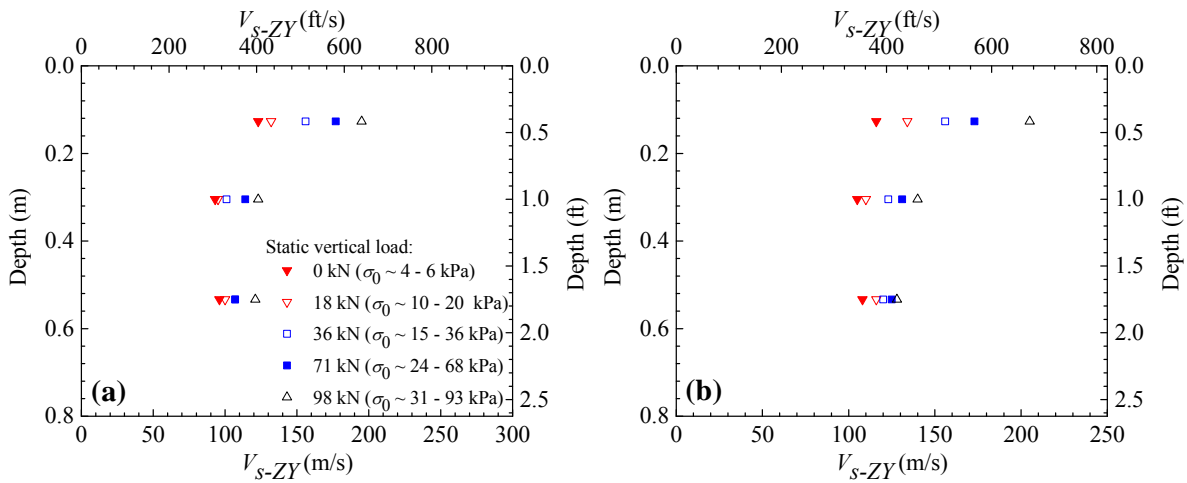 V_{s-ZY} (ft/s)
0 200 400 600 800
0.0
0.2
0.4
0.6
0.8
Depth (m)
Static vertical load:
0 kN (σ_0 ~ 4 - 6 kPa)
18 kN (σ_0 ~ 10 - 20 kPa)
36 kN (σ_0 ~ 15 - 36 kPa)
71 kN (σ_0 ~ 24 - 68 kPa)
98 kN (σ_0 ~ 31 - 93 kPa)
(a)
0.0
0.5
1.0
1.5
2.0
2.5
Depth (ft)
0 50 100 150 200 250 300
V_{s-ZY} (m/s)
V_{s-ZY} (ft/s)
0 200 400 600 800
0.0
0.2
0.4
0.6
0.8
Depth (m)
(b)
0.0
0.5
1.0
1.5
2.0
2.5
Depth (ft)
0 50 100 150 200 250
V_{s-ZY} (m/s)